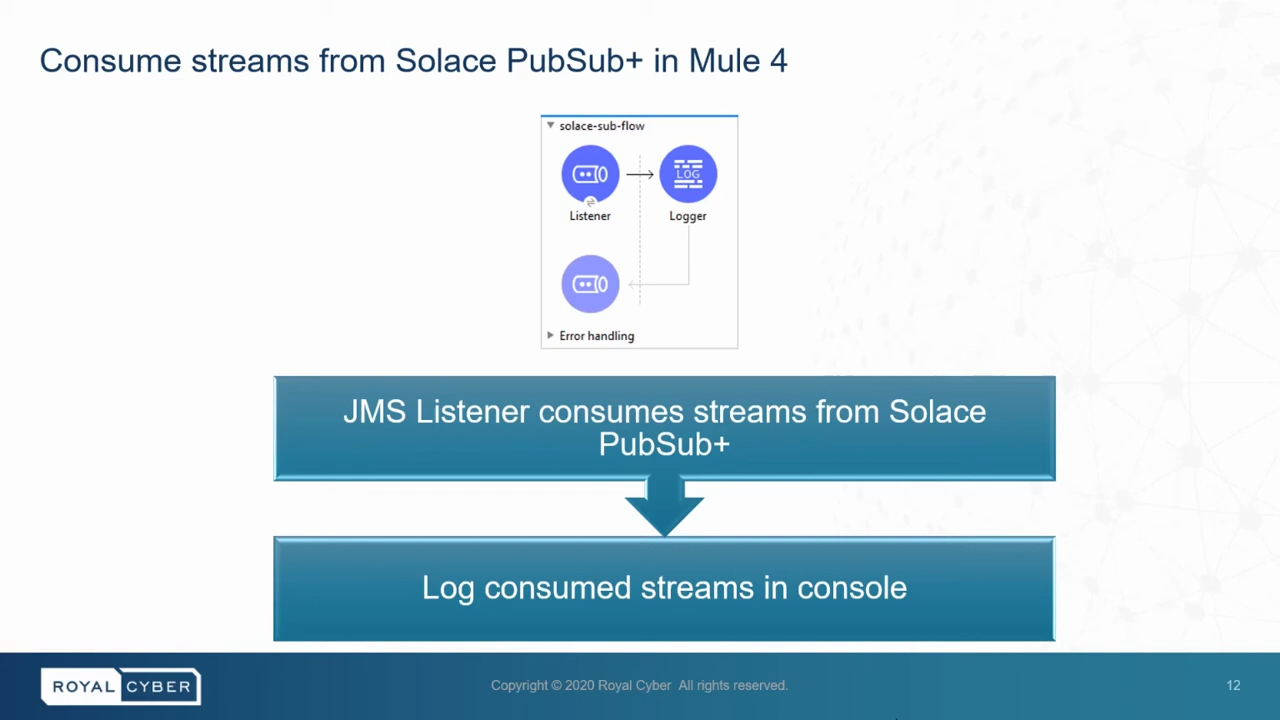 Consume streams from Solace PubSub+ in Mule 4
solace-sub-flow
LOG
Listener
Logger
Error handling
JMS Listener consumes streams from Solace
PubSub+
Log consumed streams in console
ROYAL CYBER
Copyright © 2020 Royal Cyber All rights reserved.
12